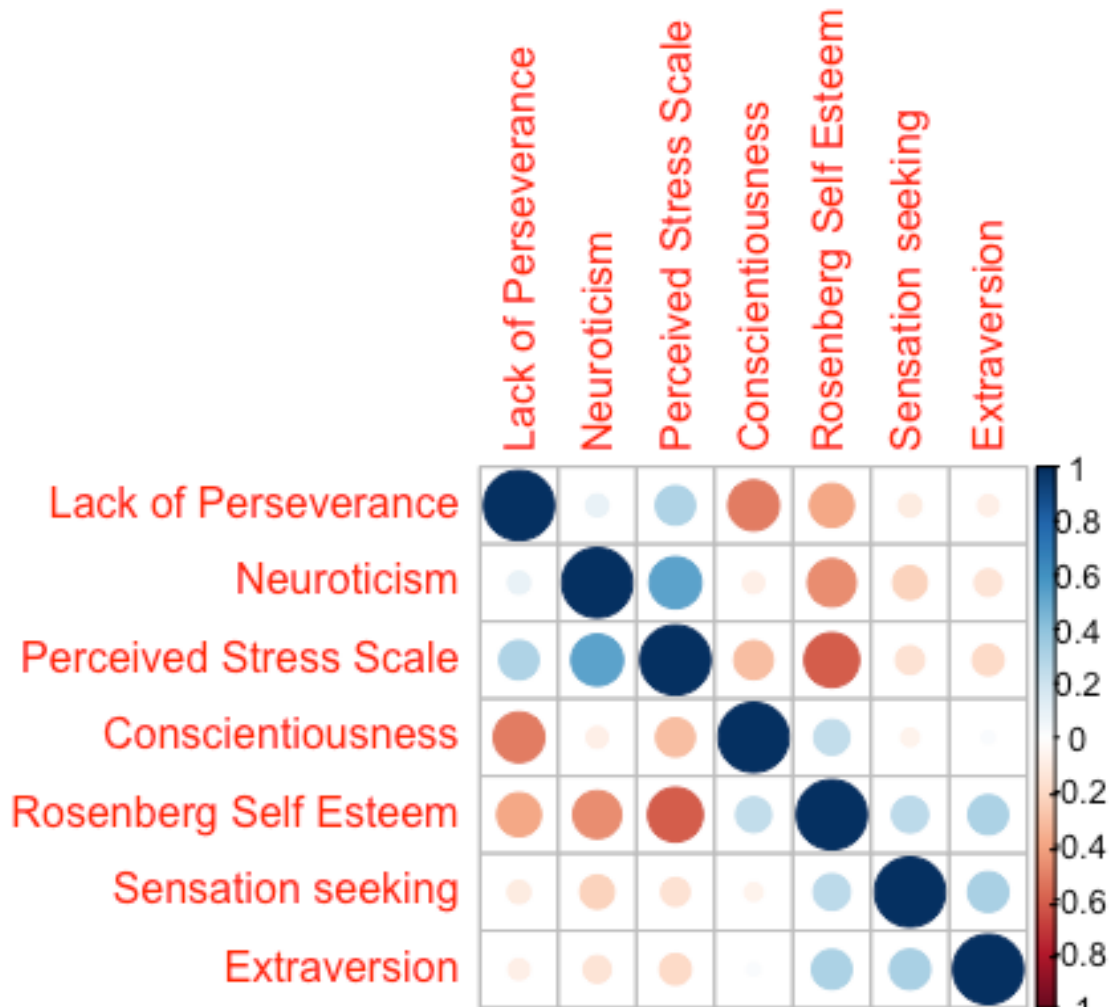 Lack of Perseverance
Neuroticism
Perceived Stress Scale
Conscientiousness
Rosenberg Self Esteem
Sensation seeking
Extraversion
Lack of Perseverance
Neuroticism
Perceived Stress Scale
Conscientiousness
Rosenberg Self Esteem
Sensation seeking
Extraversion
1
0.8
0.6
0.4
0.2
0
-0.2
-0.4
-0.6
-0.8
-1